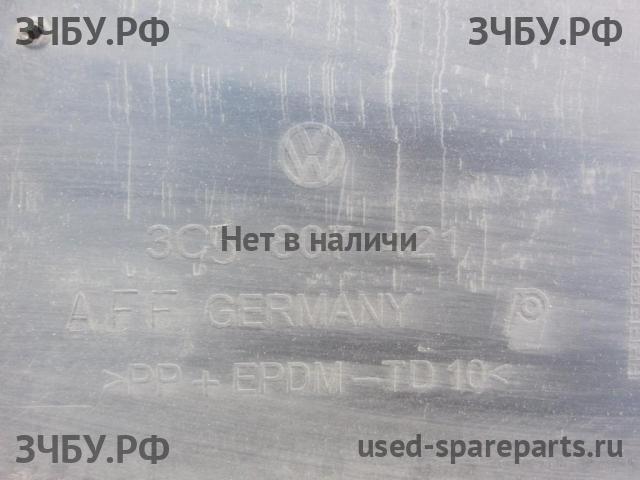 ЗЧБУ.РФ ЗЧБУ.РФ
Нет в наличи
A.F.F. GERMANY
>PP + EPDM - TD 10<
ЗЧБУ.РФ used-spareparts.ru